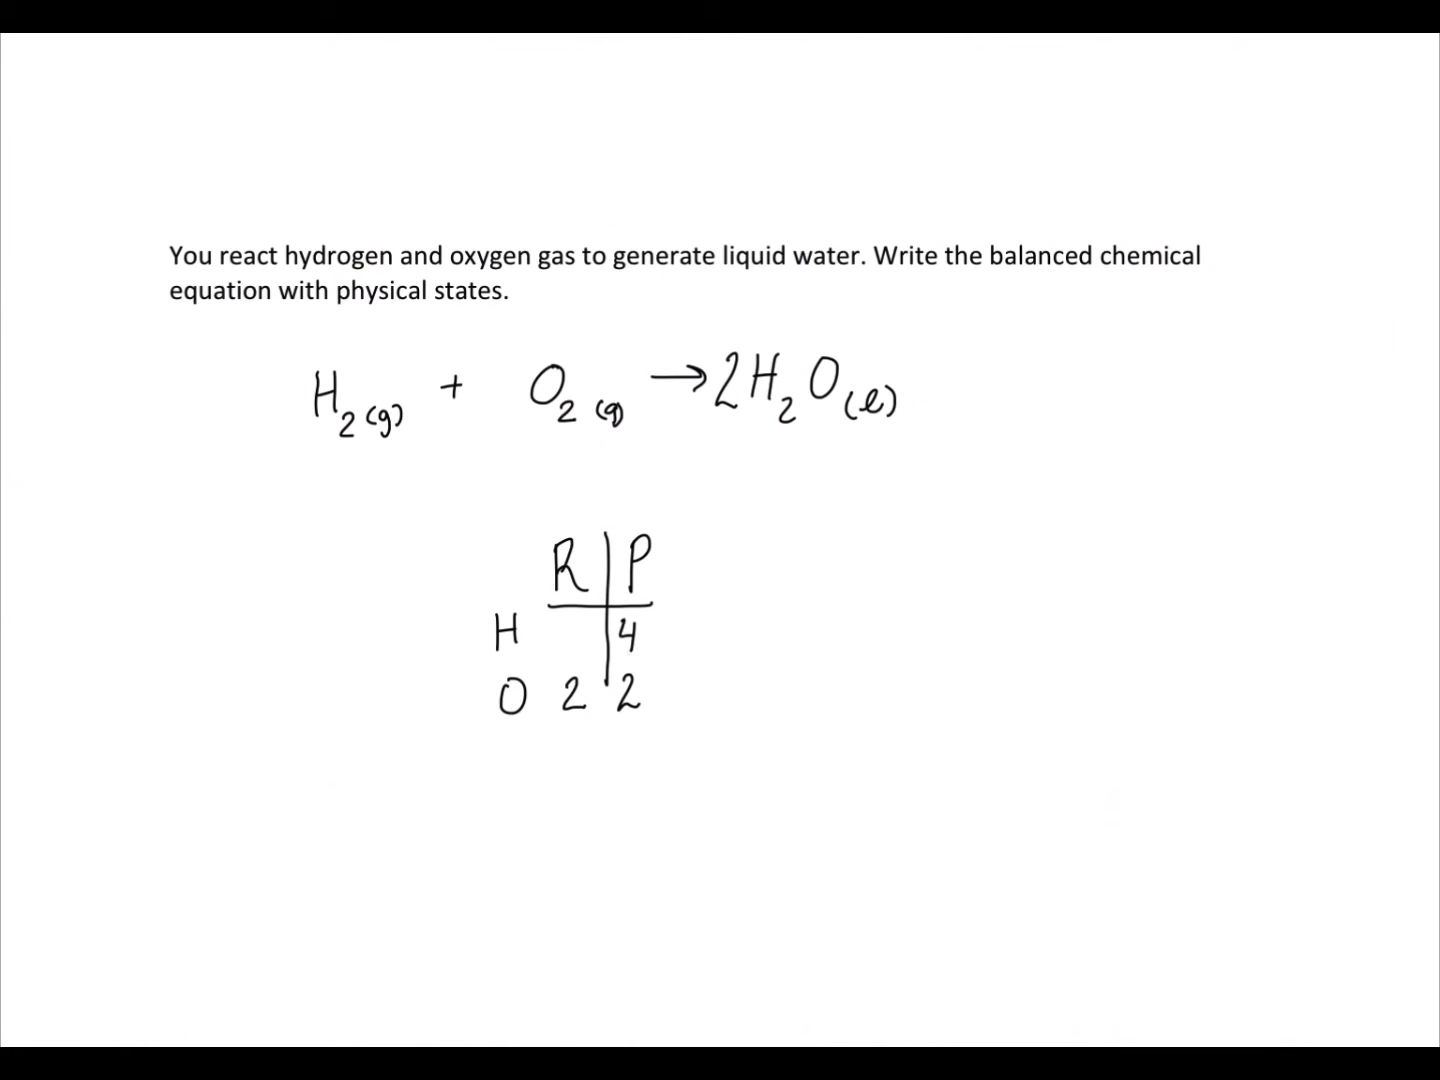 You react hydrogen and oxygen gas to generate liquid water. Write the balanced chemical
equation with physical states.
H₂(g) + O₂(g) → 2H₂O(l)
R | P
H | 4
O 2 | 2